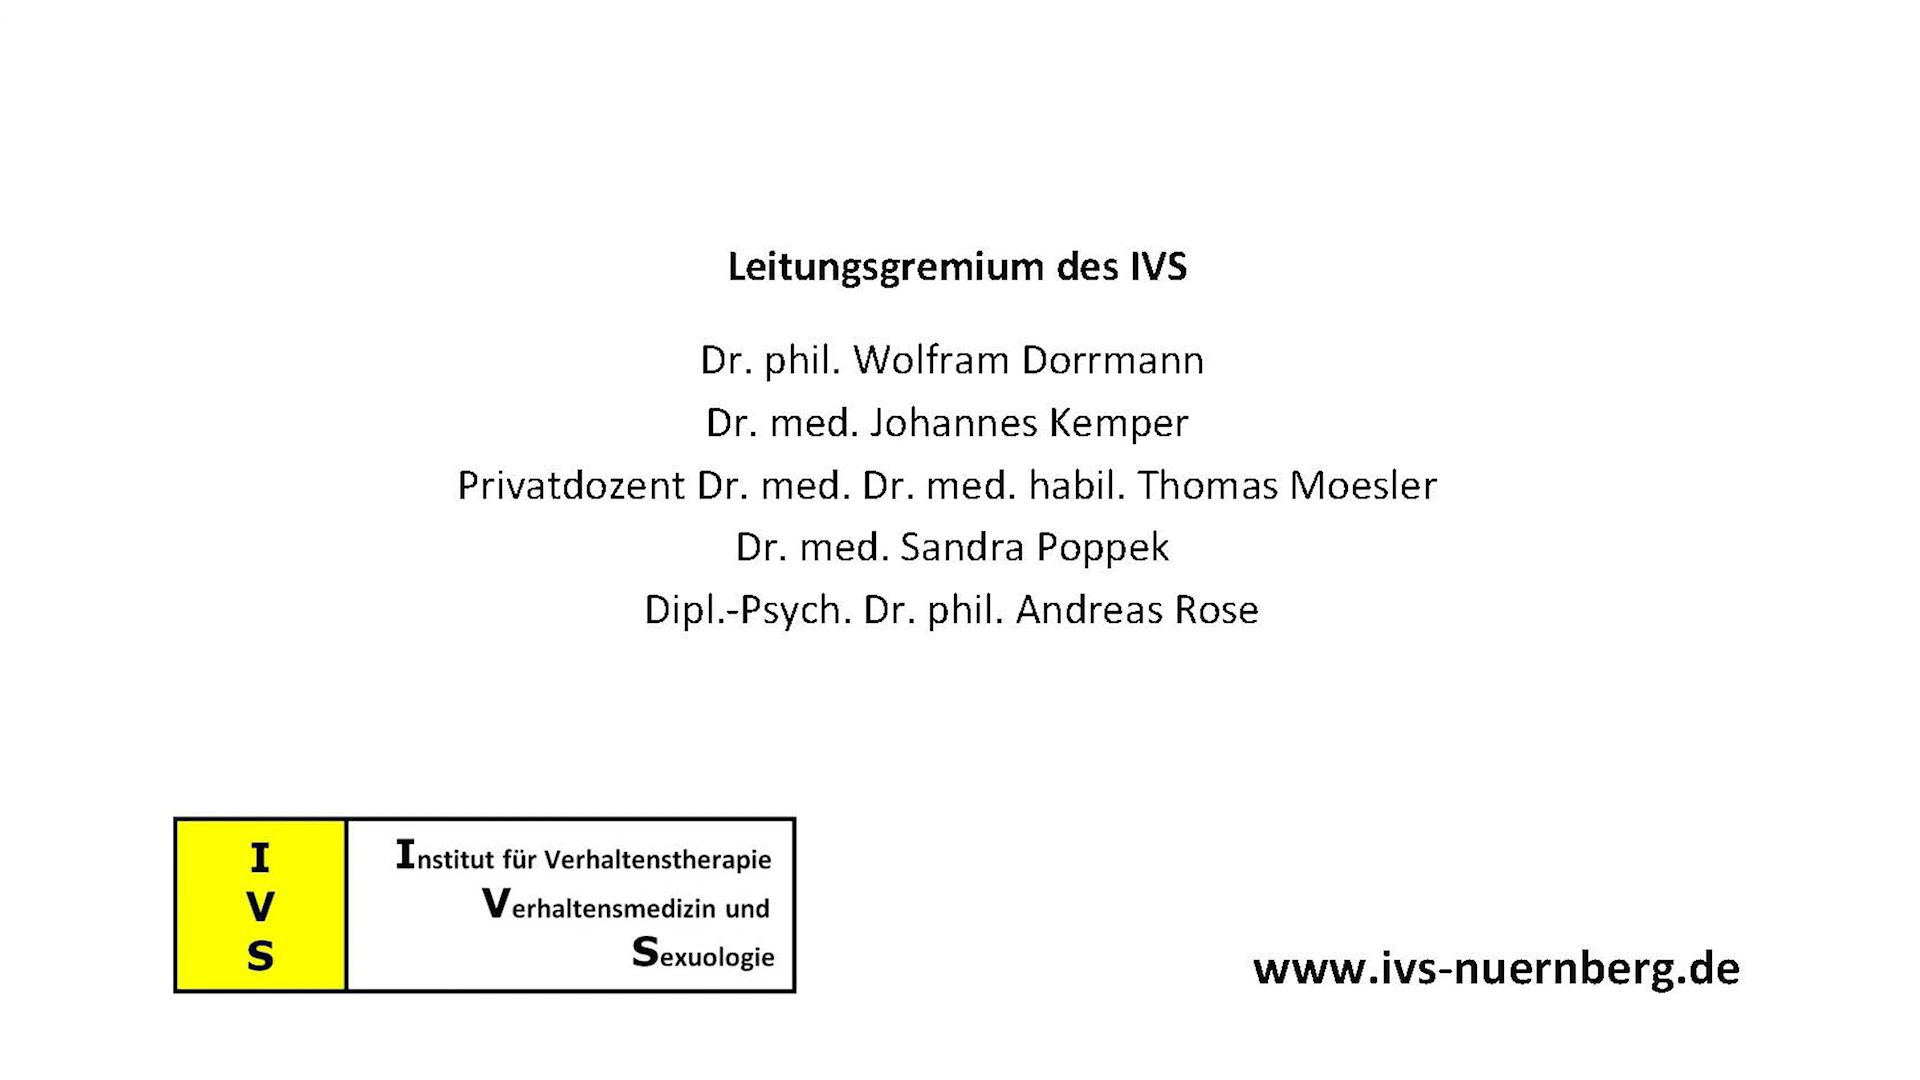 Leitungsgremium des IVS
Dr. phil. Wolfram Dorrmann
Dr. med. Johannes Kemper
Privatdozent Dr. med. Dr. med. habil. Thomas Moesler
Dr. med. Sandra Poppek
Dipl.-Psych. Dr. phil. Andreas Rose
I
V
S
Institut für Verhaltenstherapie
Verhaltensmedizin und
Sexuologie
www.ivs-nuernberg.de